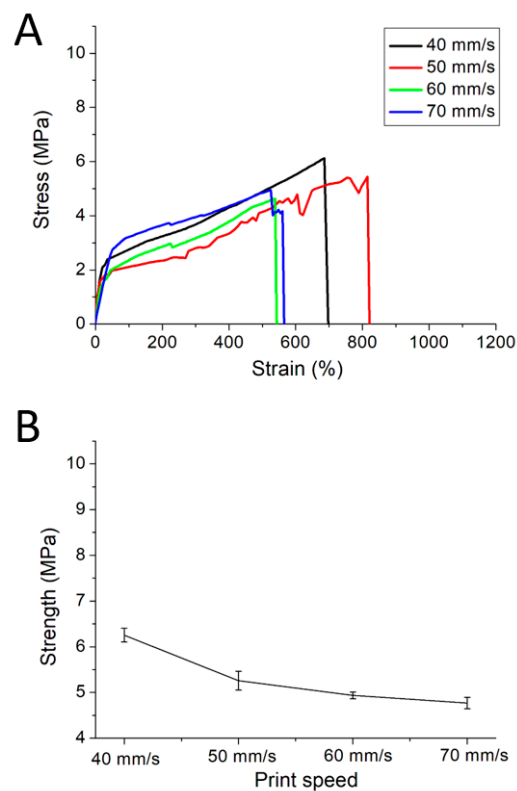 A
10
8
6
4
2
0
Stress (MPa)
40 mm/s
50 mm/s
60 mm/s
70 mm/s
0 200 400 600 800 1000 1200
Strain (%)
B
10
9
8
7
6
5
4
Strength (MPa)
40 mm/s 50 mm/s 60 mm/s 70 mm/s
Print speed